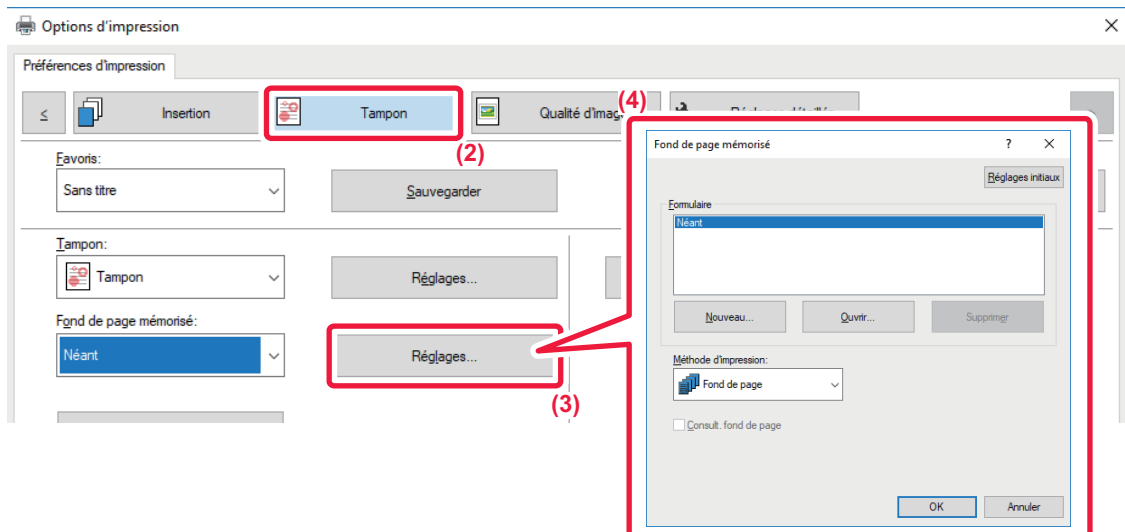 Options d'impression
Préférences d'impression
≤ Insertion Tampon Qualité d'imag
(4)
(2)
Favoris:
Sans titre Sauvegarder
Tampon:
Tampon Réglages...
Fond de page mémorisé:
Néant Réglages...
(3)
Fond de page mémorisé ?
Réglages initiaux
Formulaire
Néant
Nouveau... Ouvrir... Supprimer
Méthode d'impression:
Fond de page
Consult. fond de page
OK Annuler